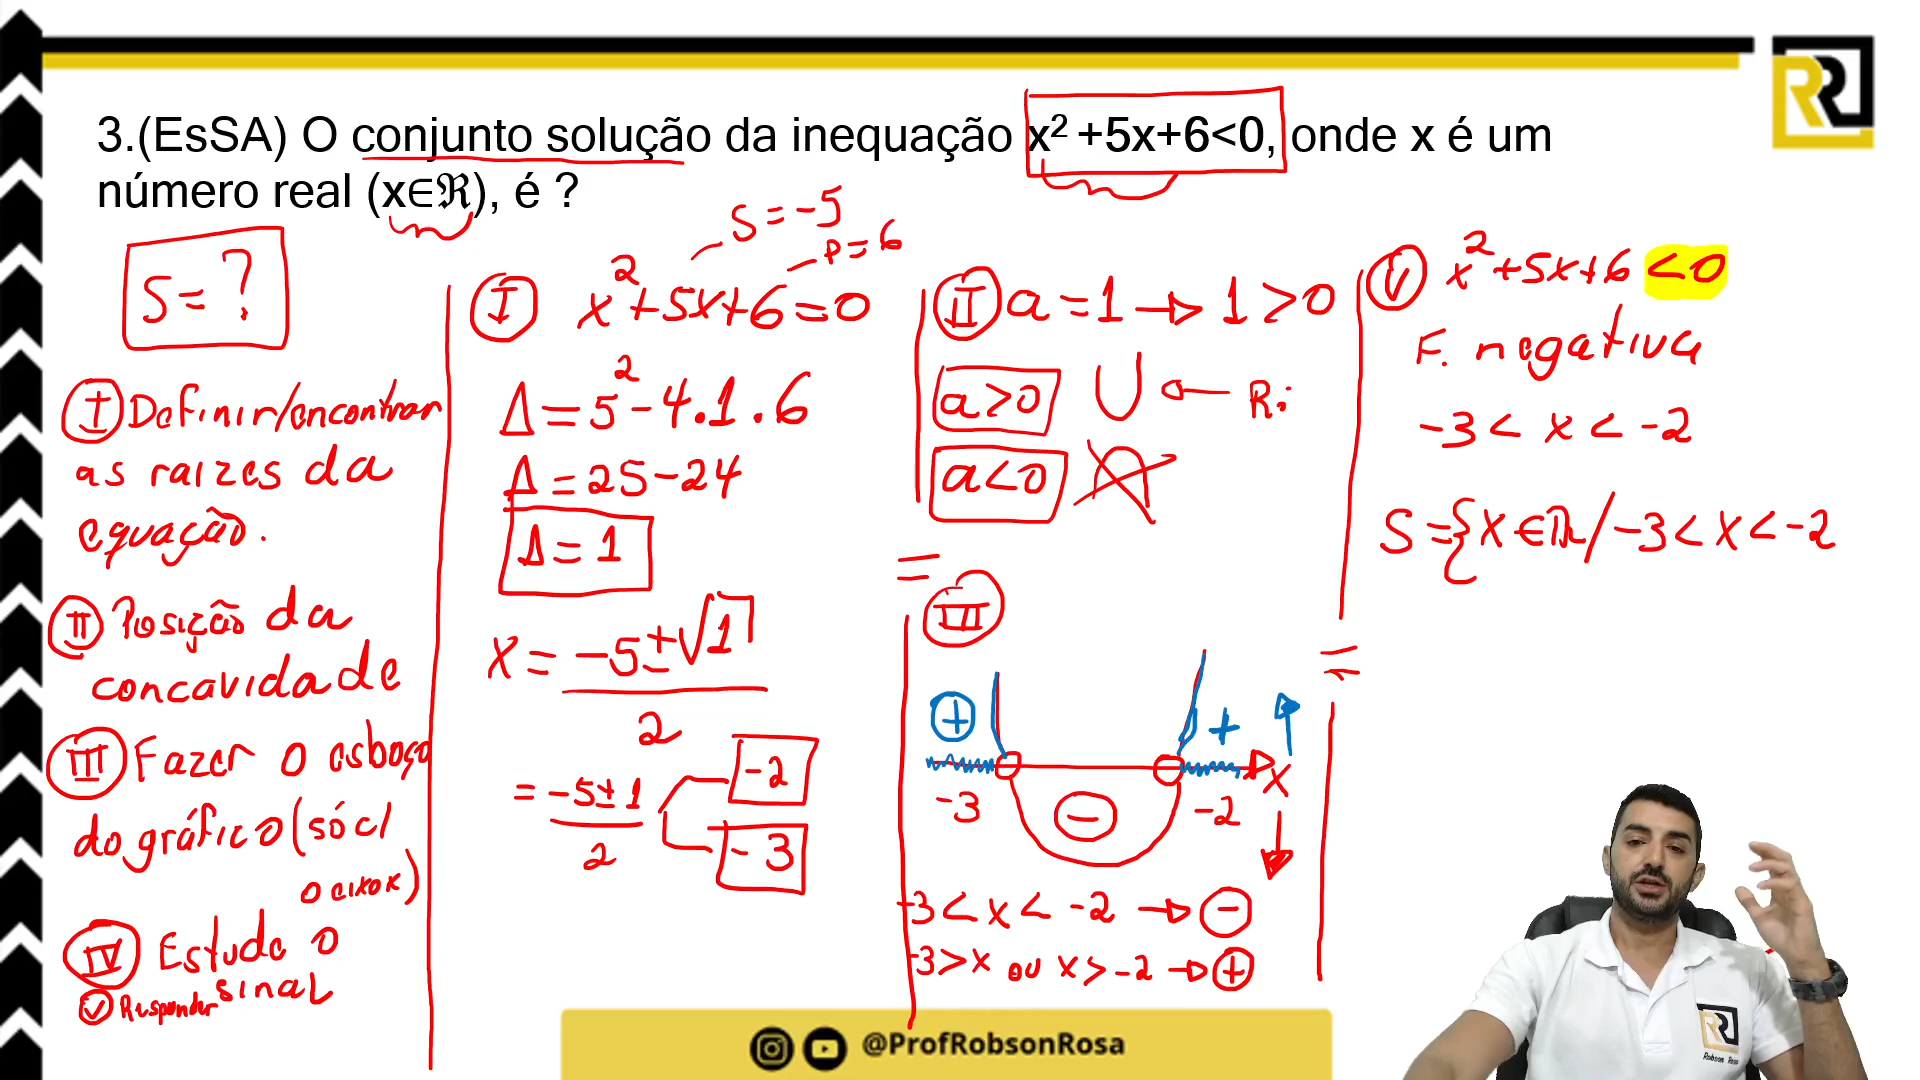 3.(EsSA) O conjunto solução da inequação x² +5x+6<0, onde x é um
número real (x∈ℜ), é ?
S = ?
I Definir/encontrar
as raizes da
equação.
II Posição da
concavidade
III Fazer o esboço
do gráfico (só c/
o eixo x)
IV Estudo o
sinal
V Responder
S = -5
P = 6
I x² + 5x + 6 = 0
Δ = 5² - 4.1.6
Δ = 25 - 24
Δ = 1
x = -5 ± √1
2
= -5 ± 1
2
-2
-3
II a = 1 → 1 > 0
a > 0 ∪ ← R:
a < 0
III
+ +
-3 - -2 x
-3 < x < -2 → -
-3 > x ou x > -2 → +
V x² + 5x + 6 < 0
F. negativa
-3 < x < -2
S = {x ∈ ℝ / -3 < x < -2
@ProfRobsonRosa
RR
Robson Rosa